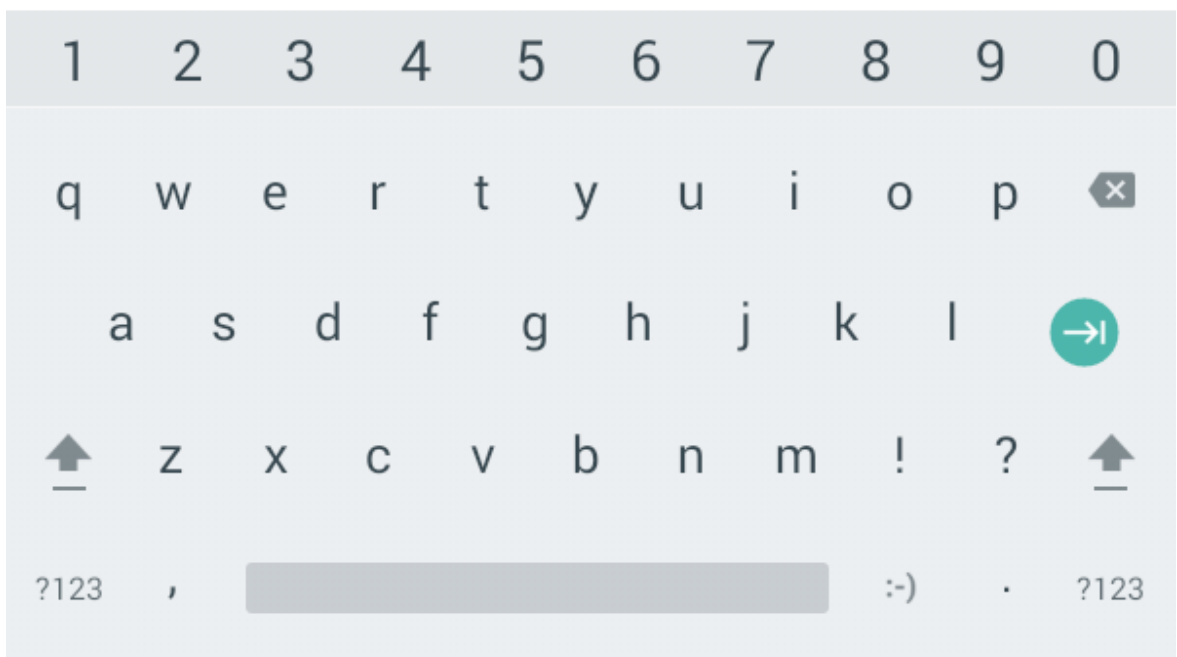 1 2 3 4 5 6 7 8 9 0
q w e r t y u i o p
a s d f g h j k l
z x c v b n m ! ?
?123 , :-) . ?123